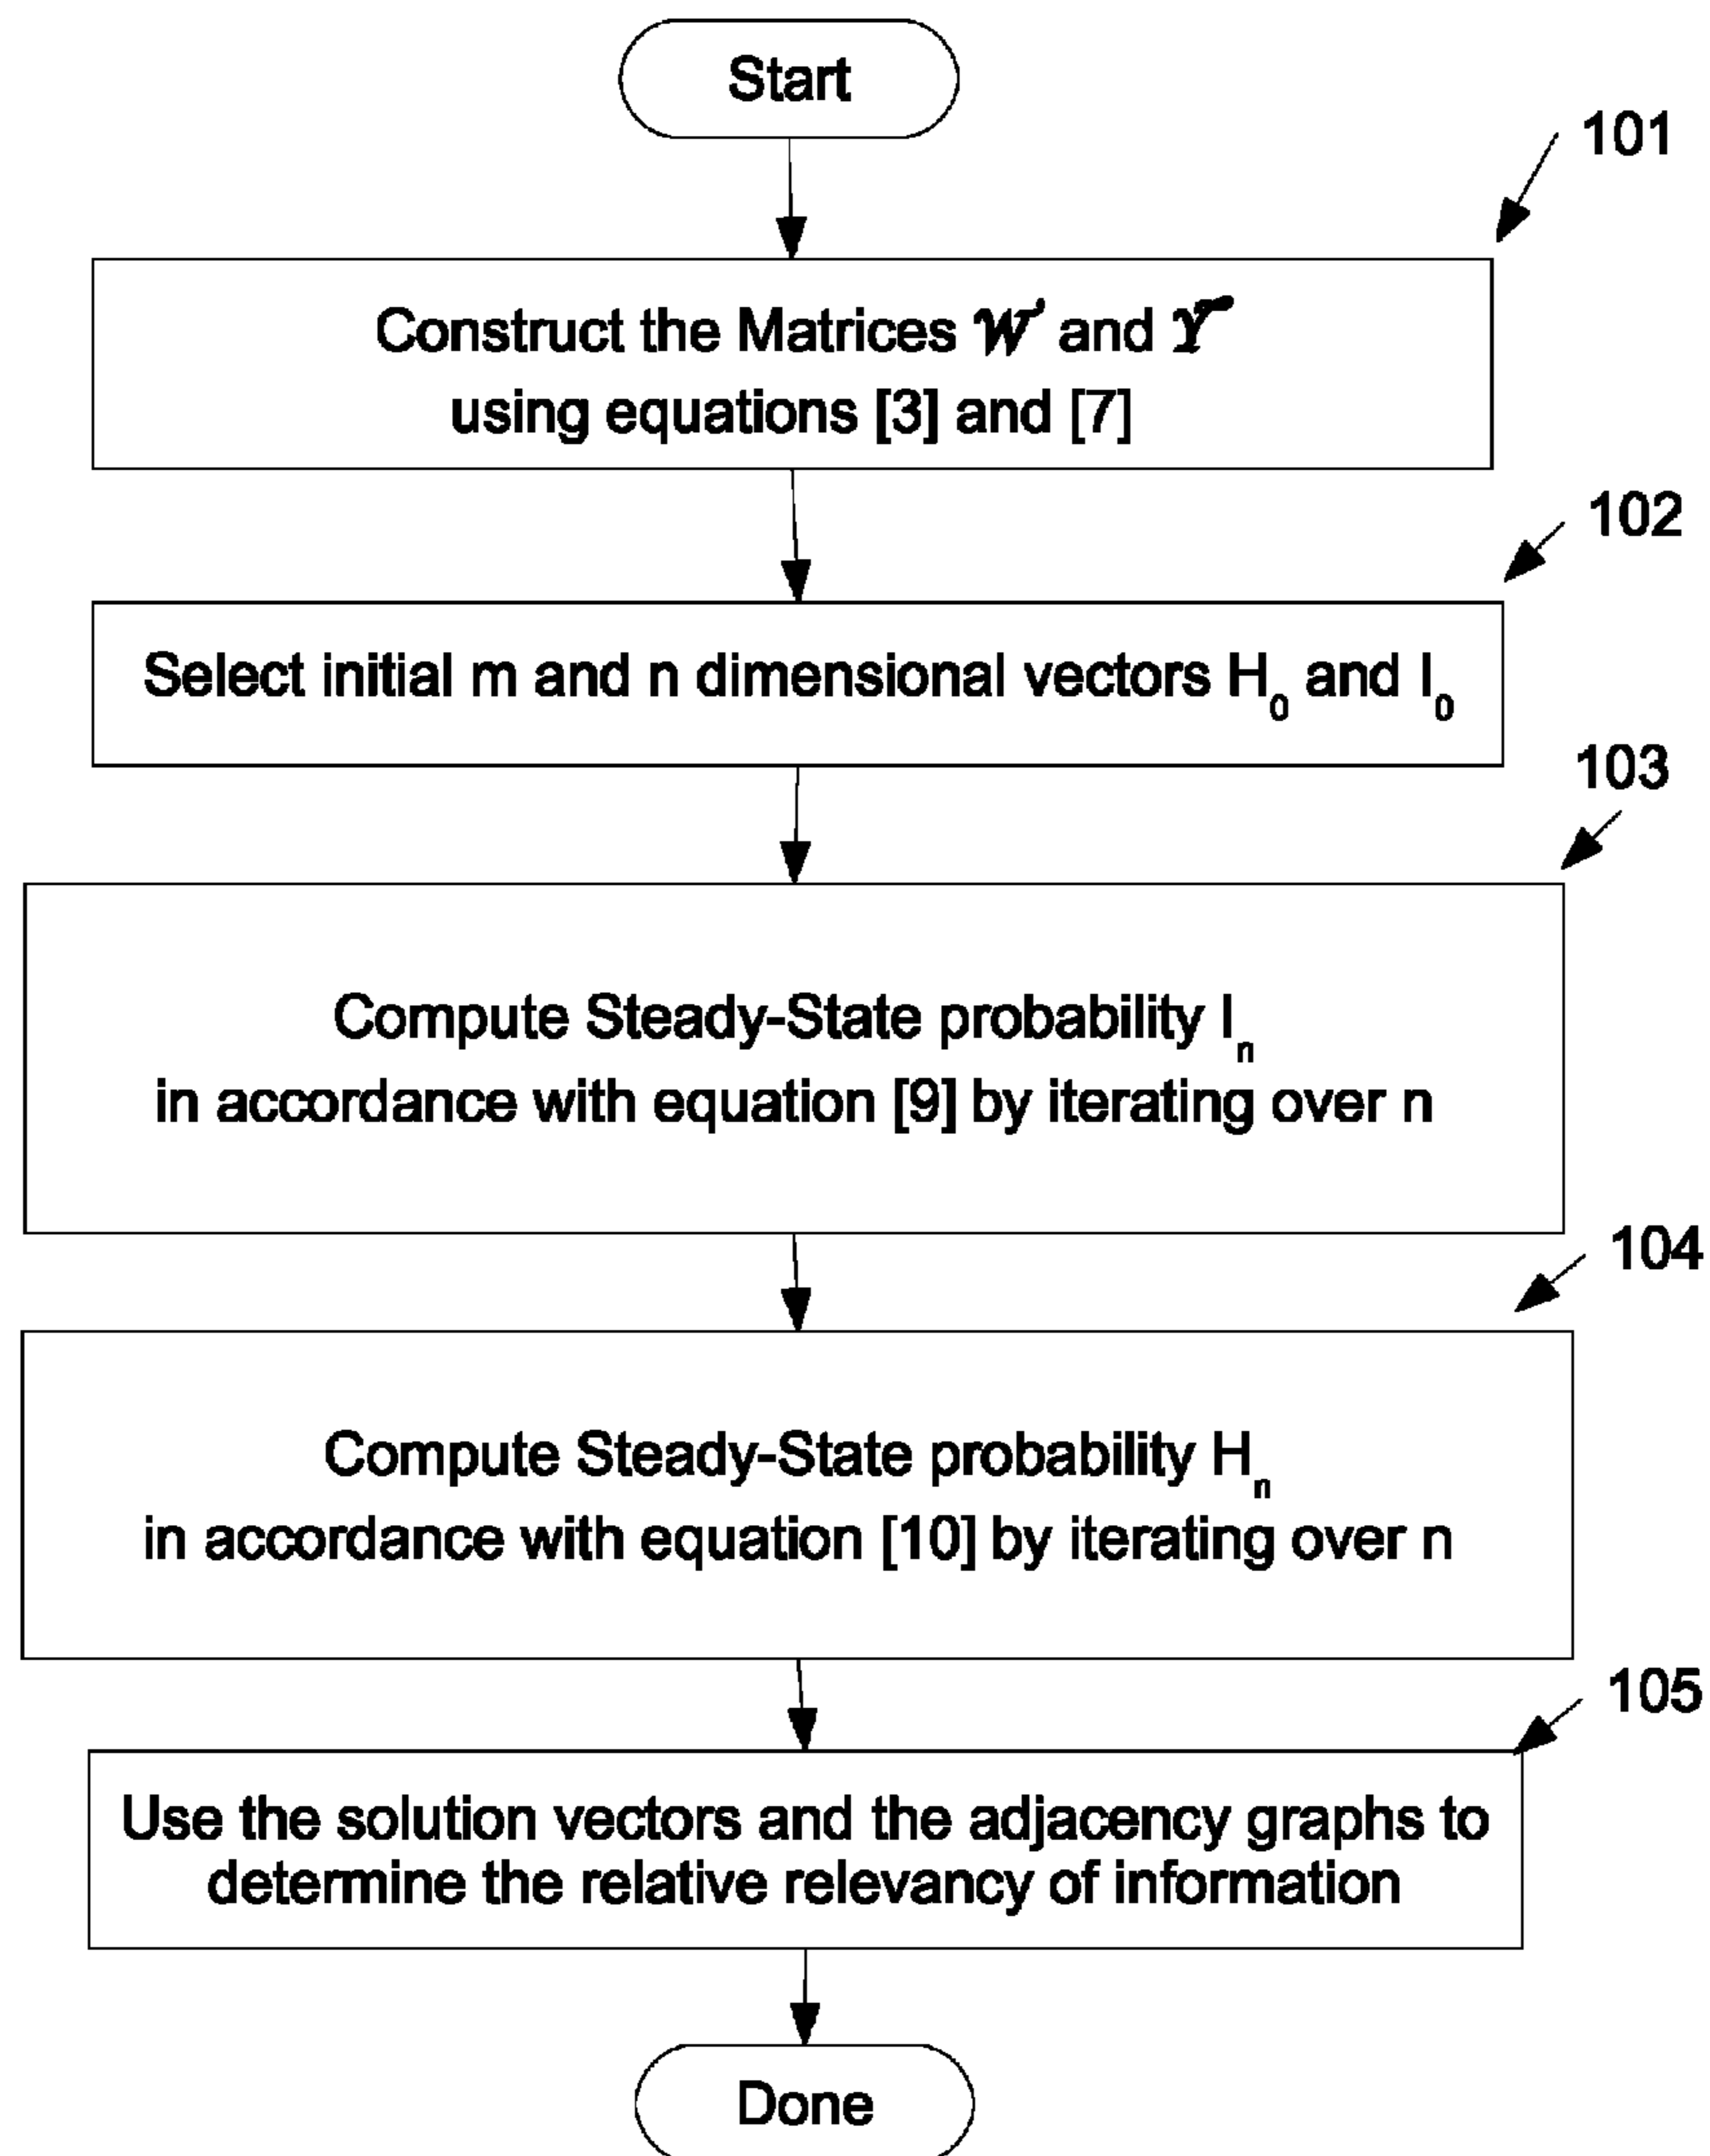 Start
101
Construct the Matrices 𝒲 and 𝒴
using equations [3] and [7]
102
Select initial m and n dimensional vectors H₀ and I₀
103
Compute Steady-State probability Iₙ
in accordance with equation [9] by iterating over n
104
Compute Steady-State probability Hₙ
in accordance with equation [10] by iterating over n
105
Use the solution vectors and the adjacency graphs to
determine the relative relevancy of information
Done